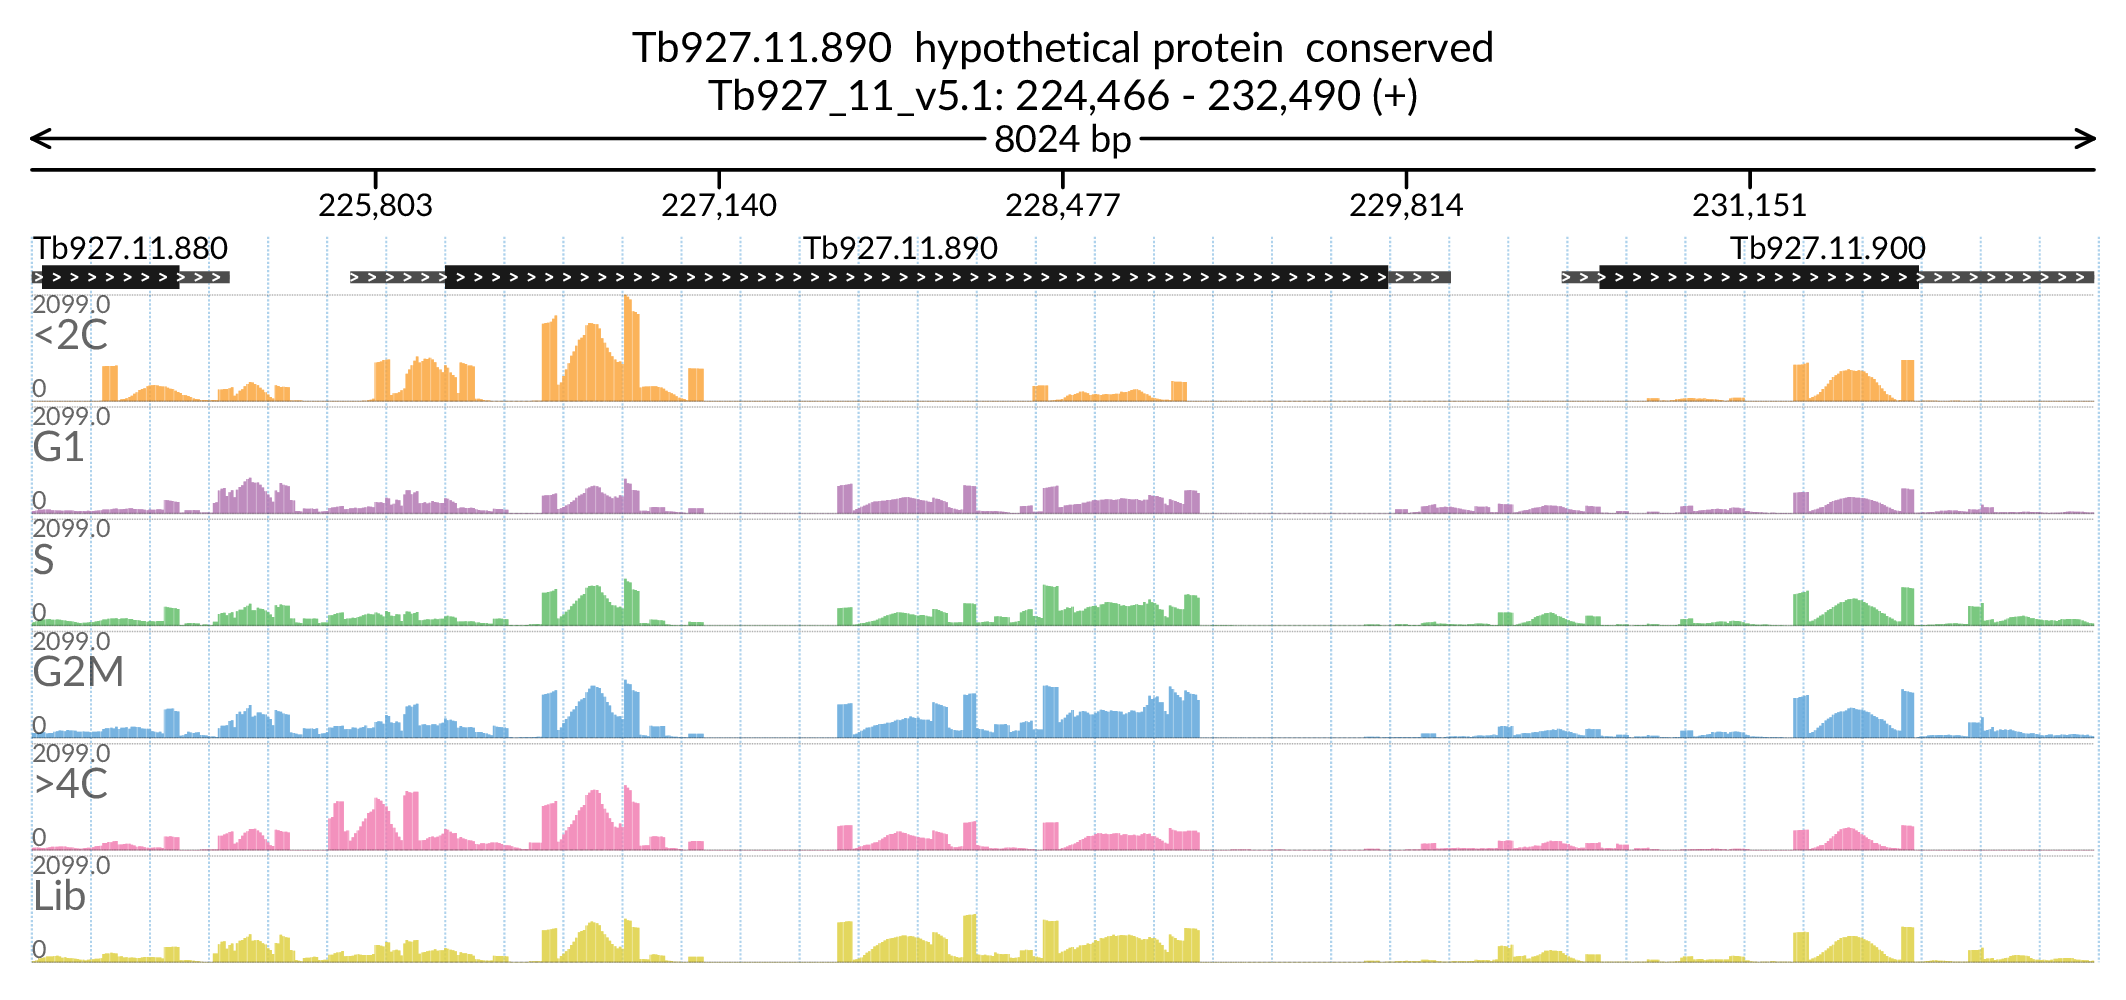 Tb927.11.890  hypothetical protein  conserved
Tb927_11_v5.1: 224,466 - 232,490 (+)
8024 bp
225,803 227,140 228,477 229,814 231,151
Tb927.11.880 Tb927.11.890 Tb927.11.900
2099.0
<2C
0
2099.0
G1
0
2099.0
S
0
2099.0
G2M
0
2099.0
>4C
0
2099.0
Lib
0